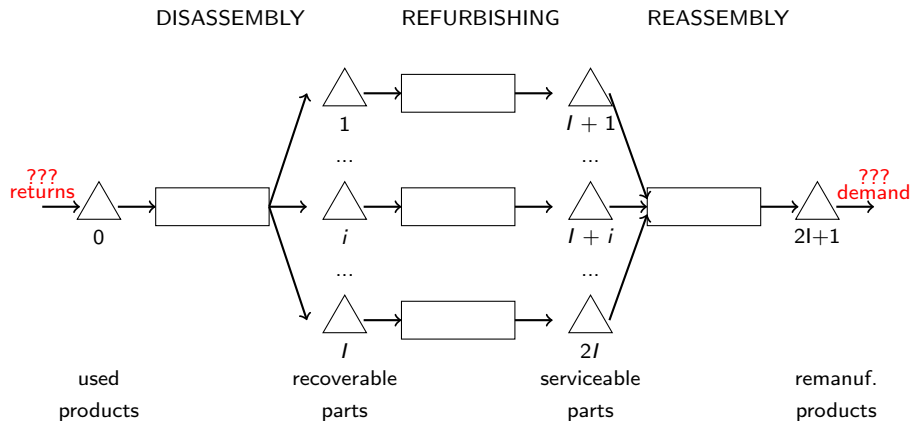 DISASSEMBLY REFURBISHING REASSEMBLY
1
I + 1
...
...
???
returns
0
i
I + i
???
demand
2I+1
...
...
I
2I
used
products
recoverable
parts
serviceable
parts
remanuf.
products